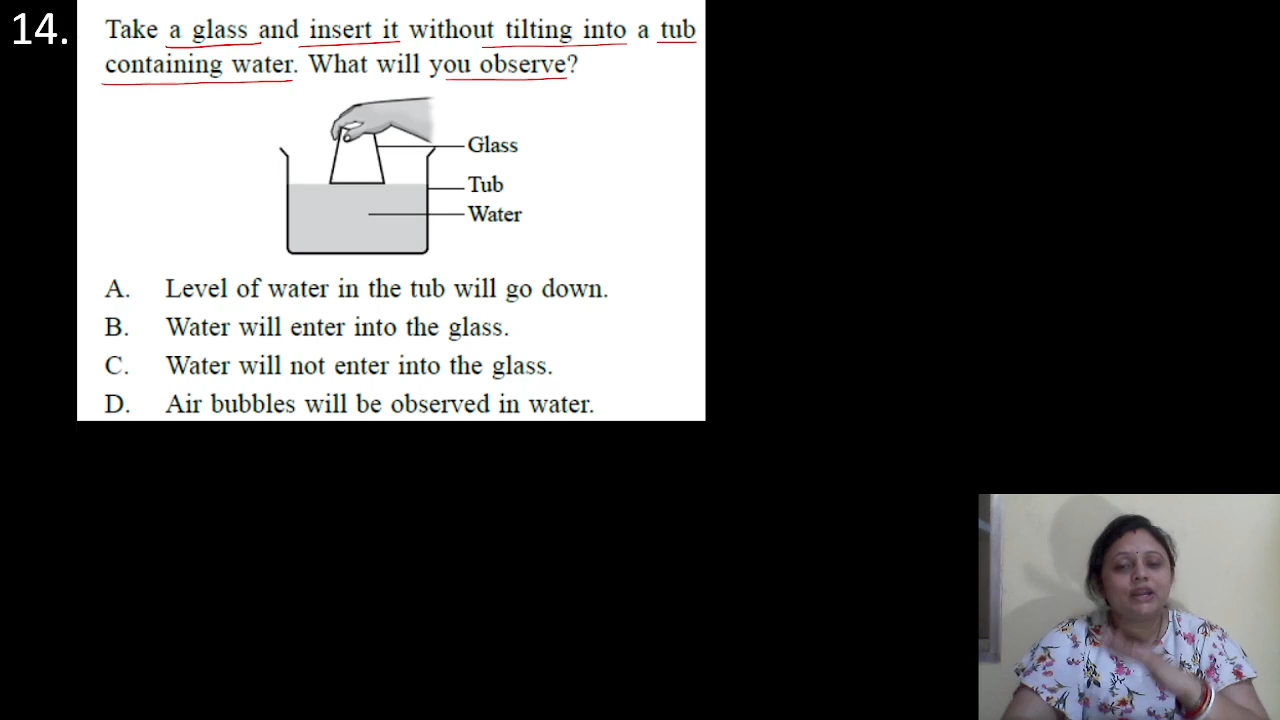 14.
Take a glass and insert it without tilting into a tub
containing water. What will you observe?
Glass
Tub
Water
A. Level of water in the tub will go down.
B. Water will enter into the glass.
C. Water will not enter into the glass.
D. Air bubbles will be observed in water.